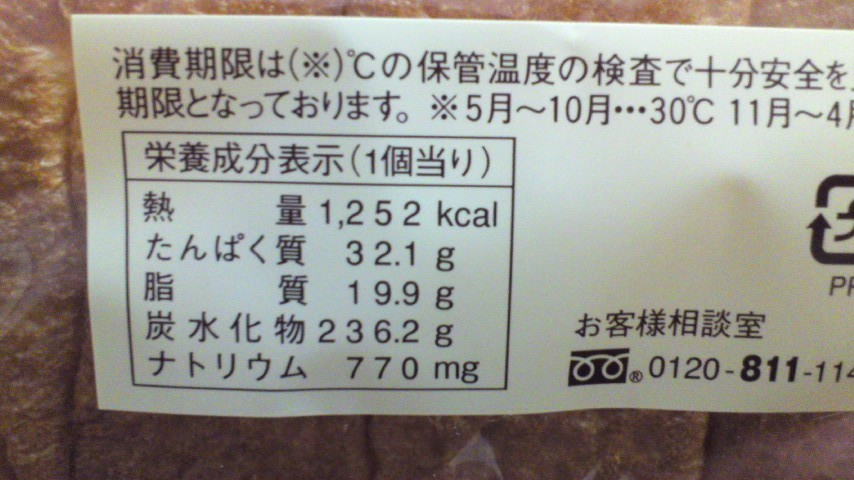 消費期限は(※)℃の保管温度の検査で十分安全を
期限となっております。※5月～10月…30℃ 11月～4月
栄養成分表示(1個当り)
熱量 1,252 kcal
たんぱく質 32.1 g
脂質 19.9 g
炭水化物 236.2 g
ナトリウム 770 mg
お客様相談室
® 0120-811-114